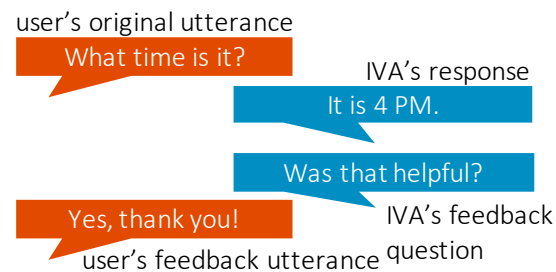 user's original utterance
What time is it?
IVA's response
It is 4 PM.
Was that helpful?
Yes, thank you!
IVA's feedback
question
user's feedback utterance